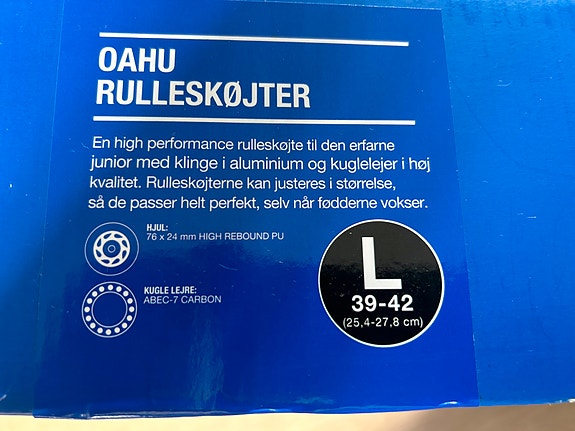 OAHU
RULLESKØJTER
En high performance rulleskøjte til den erfarne
junior med klinge i aluminium og kuglelejer i høj
kvalitet. Rulleskøjterne kan justeres i størrelse,
så de passer helt perfekt, selv når fødderne vokser.
HJUL:
76 x 24 mm HIGH REBOUND PU
KUGLE LEJRE:
ABEC-7 CARBON
L
39-42
(25,4-27,8 cm)